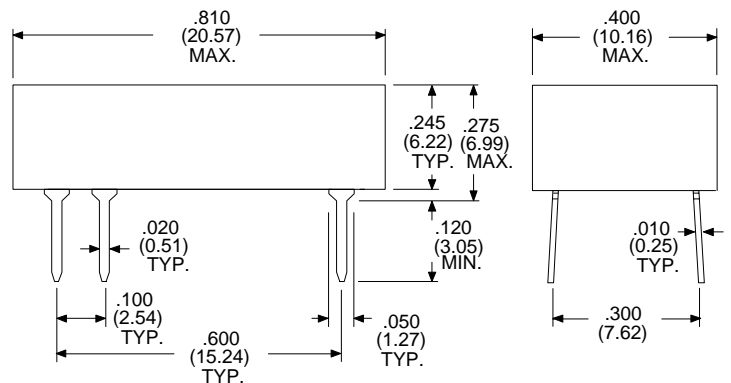 .810
(20.57)
MAX.
.400
(10.16)
MAX.
.245
(6.22)
TYP.
.275
(6.99)
MAX.
.020
(0.51)
TYP.
.120
(3.05)
MIN.
.010
(0.25)
TYP.
.100
(2.54)
TYP.
.600
(15.24)
TYP.
.050
(1.27)
TYP.
.300
(7.62)